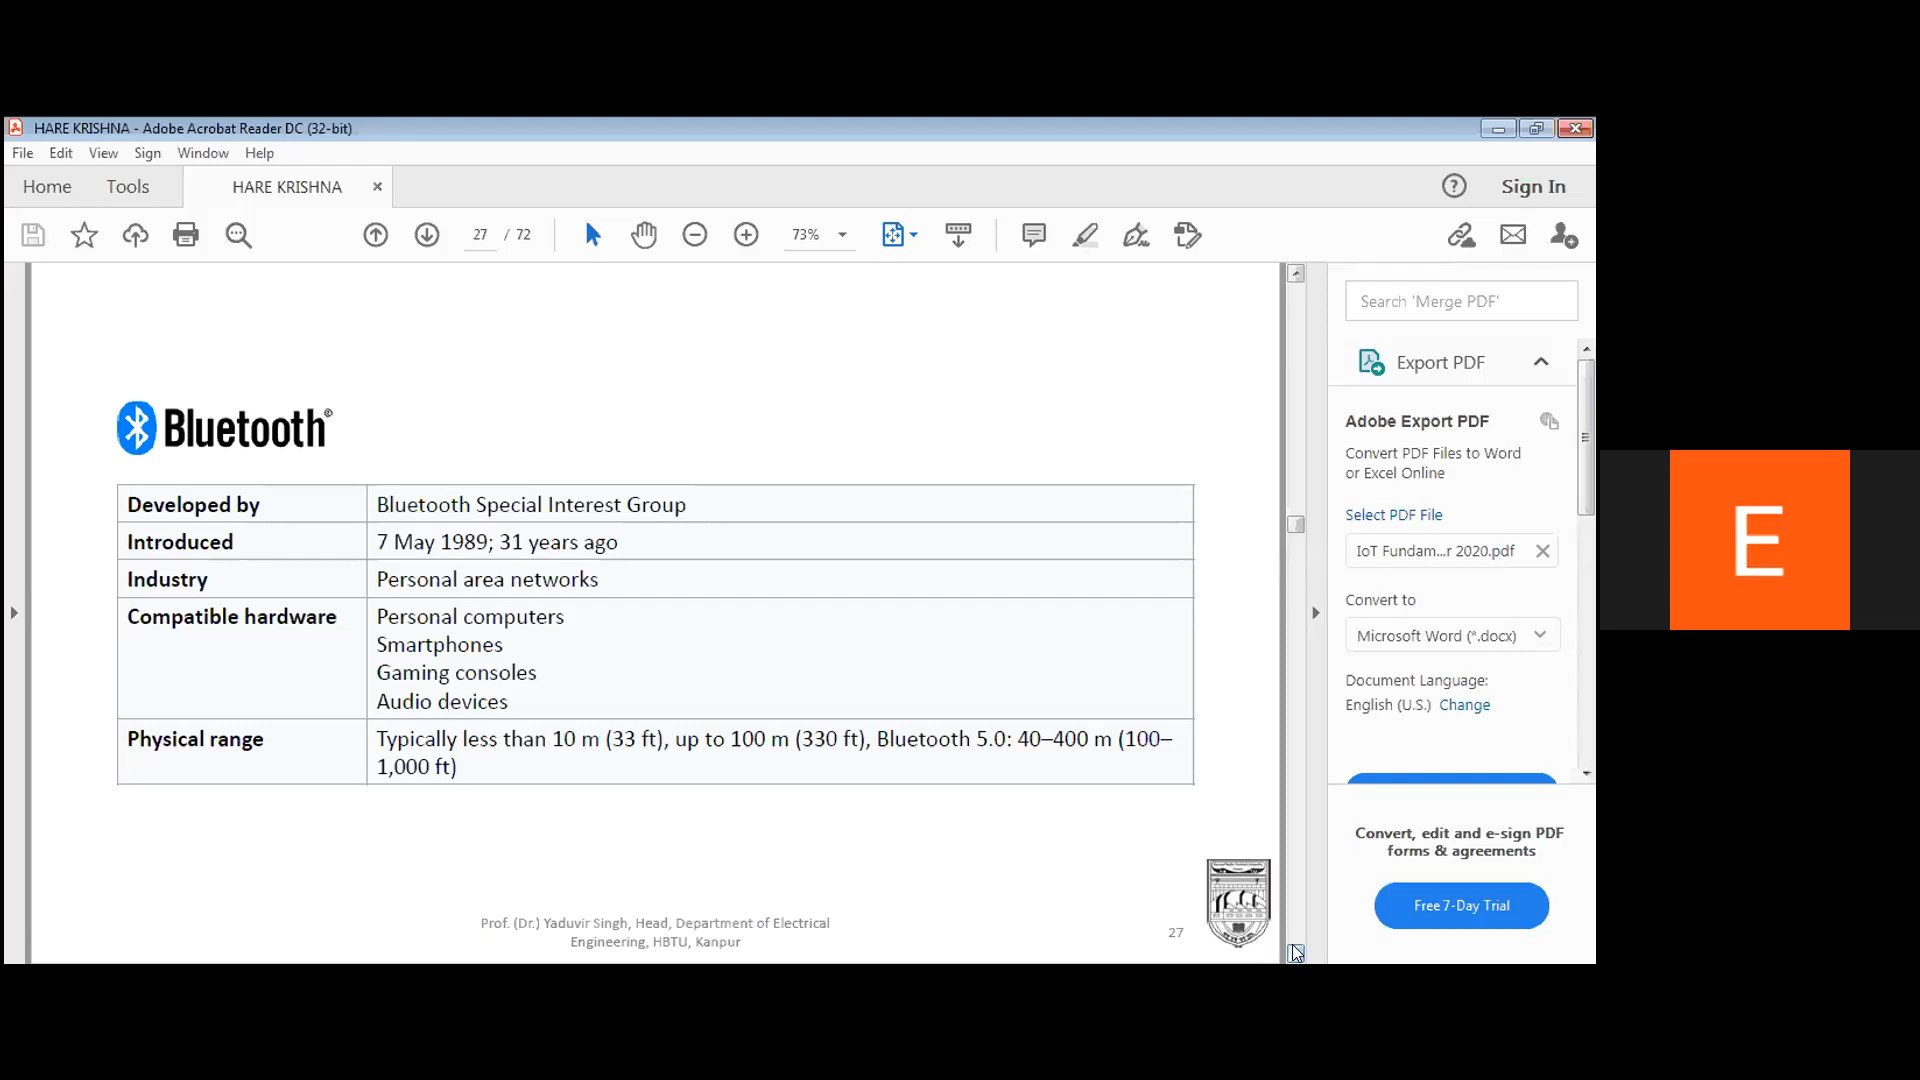 HARE KRISHNA - Adobe Acrobat Reader DC (32-bit)
File Edit View Sign Window Help
Home Tools HARE KRISHNA × ? Sign In
27 / 72 73%
Search 'Merge PDF'
Export PDF
Adobe Export PDF
Convert PDF Files to Word
or Excel Online
Select PDF File
IoT Fundam...r 2020.pdf
Convert to
Microsoft Word (*.docx)
Document Language:
English (U.S.) Change
Convert, edit and e-sign PDF
forms & agreements
Free 7-Day Trial
Bluetooth®
Developed by Bluetooth Special Interest Group
Introduced 7 May 1989; 31 years ago
Industry Personal area networks
Compatible hardware Personal computers
Smartphones
Gaming consoles
Audio devices
Physical range Typically less than 10 m (33 ft), up to 100 m (330 ft), Bluetooth 5.0: 40–400 m (100–
1,000 ft)
Prof. (Dr.) Yaduvir Singh, Head, Department of Electrical
Engineering, HBTU, Kanpur
27
E